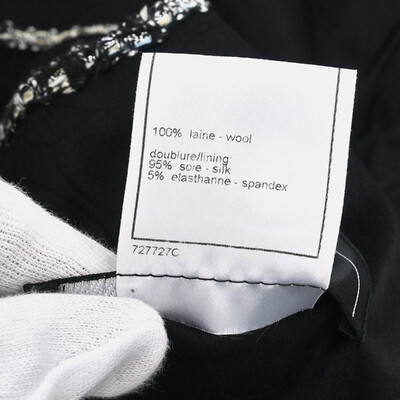 100% laine - wool
doublure/lining:
95% soie - silk
5% elasthanne - spandex
727727C